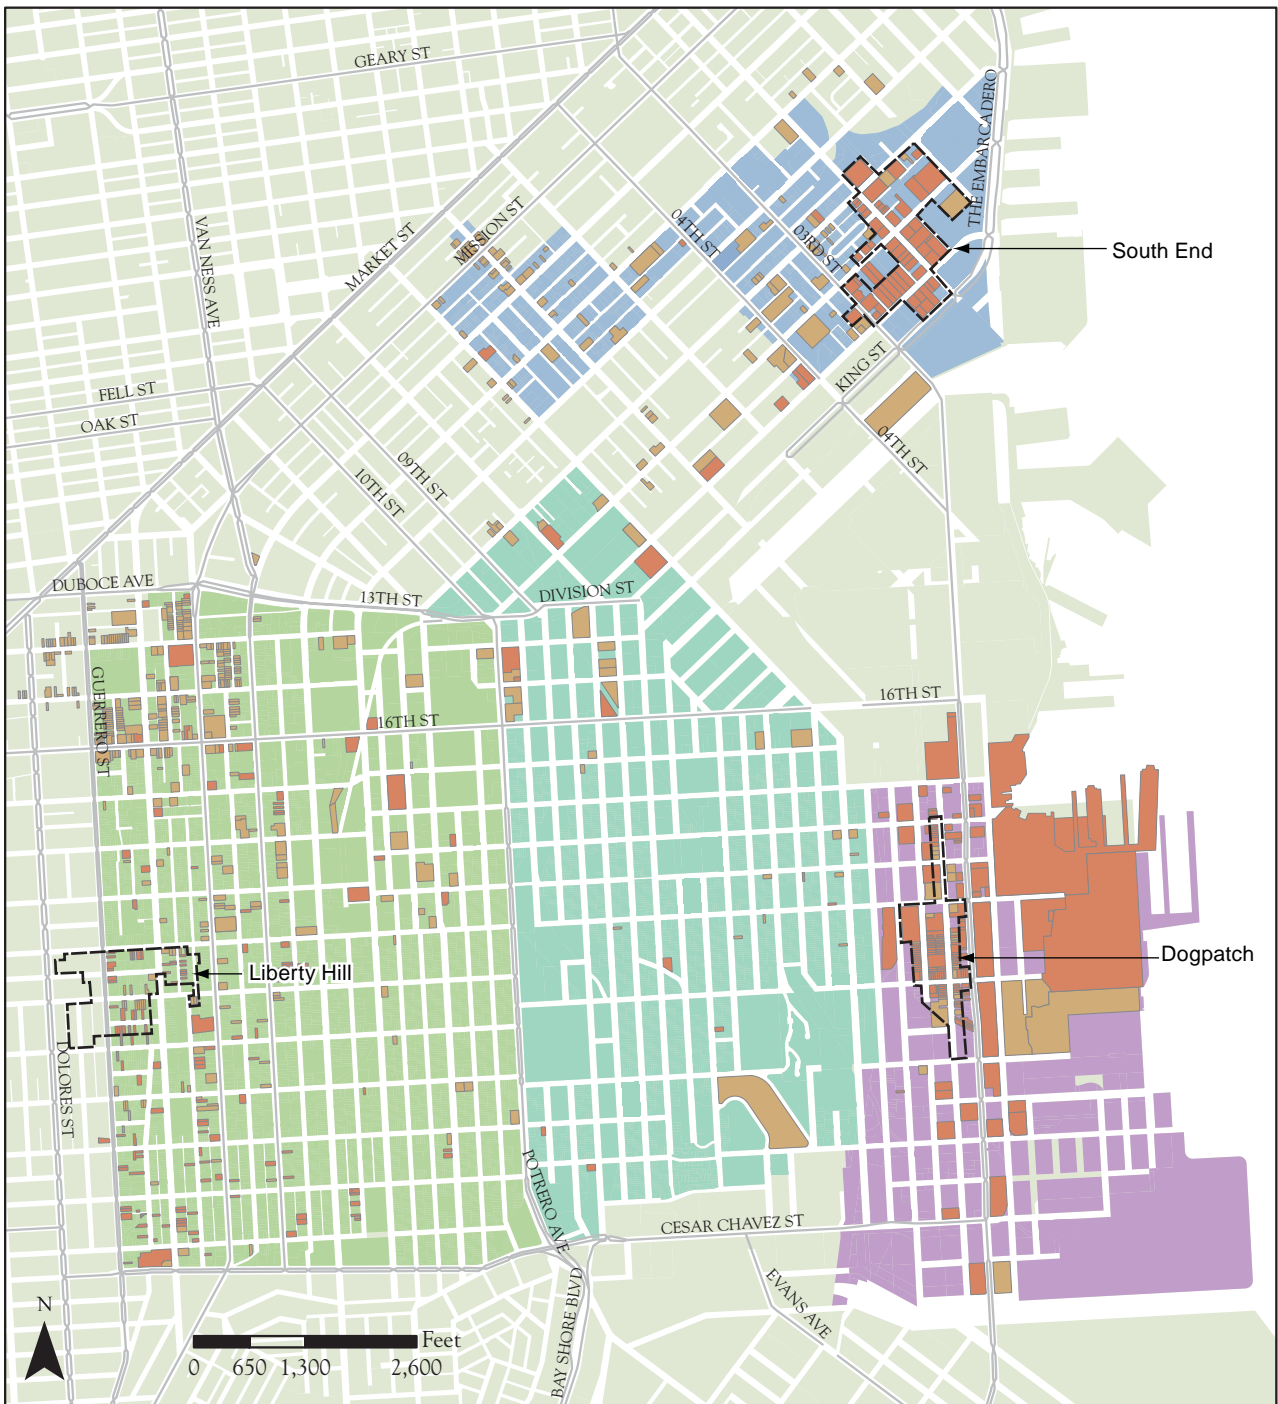 GEARY ST
THE EMBARCADERO
VAN NESS AVE
MARKET ST
MISSION ST
04TH ST
03RD ST
South End
KING ST
FELL ST
OAK ST
04TH ST
09TH ST
10TH ST
DUBOCE AVE
13TH ST
DIVISION ST
GUERRERO ST
16TH ST
16TH ST
Dogpatch
Liberty Hill
DOLORES ST
POTRERO AVE
CESAR CHAVEZ ST
EVANS AVE
BAY SHORE BLVD
N
Feet
0 650 1,300 2,600